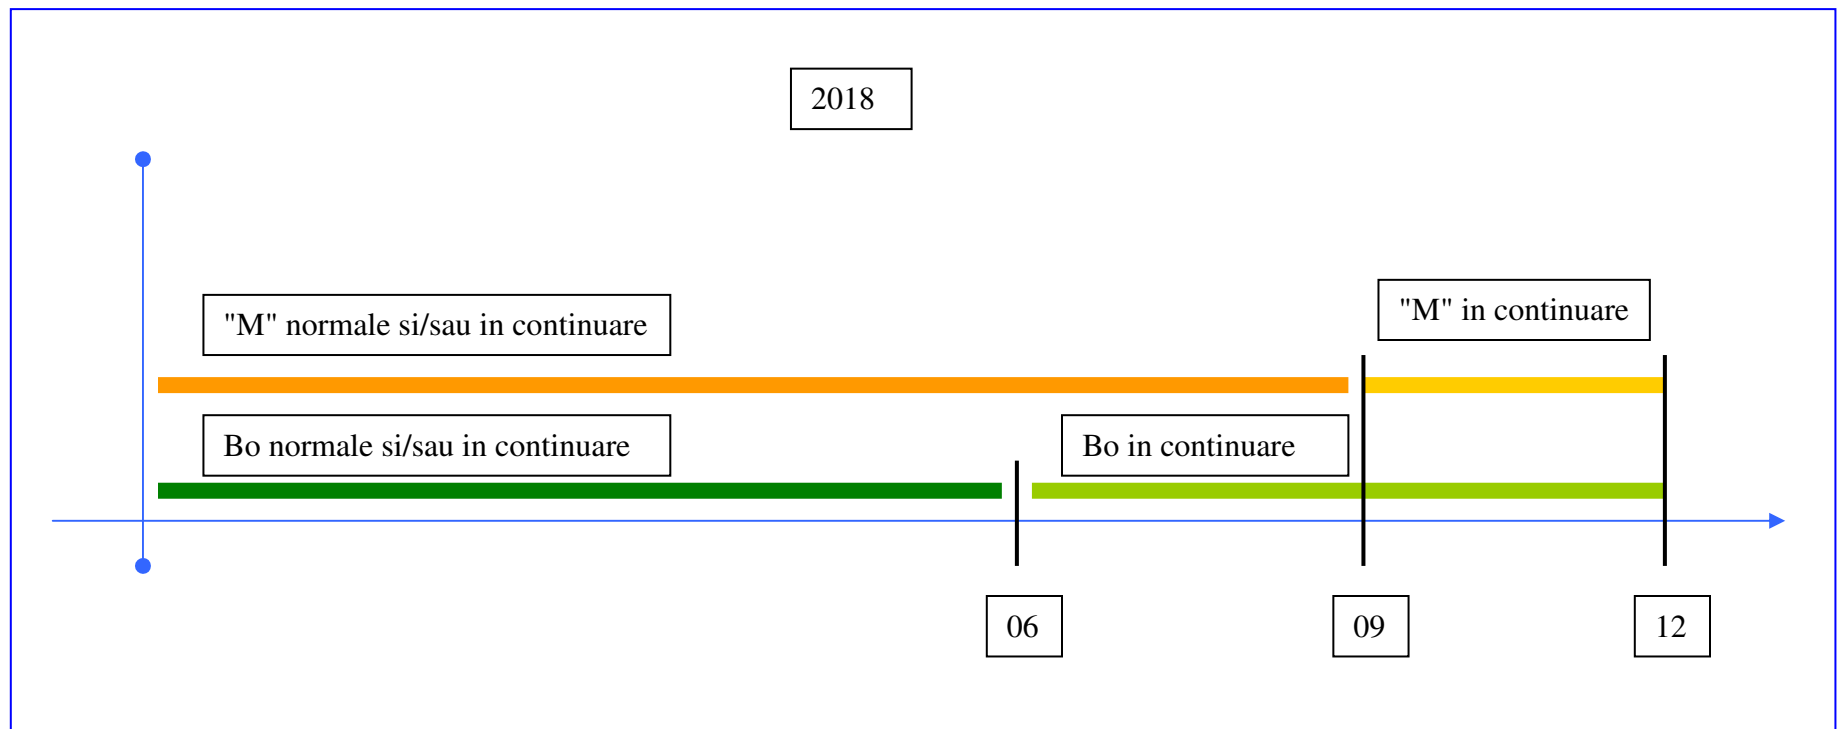 2018
"M" in continuare
"M" normale si/sau in continuare
Bo normale si/sau in continuare
Bo in continuare
06
09
12